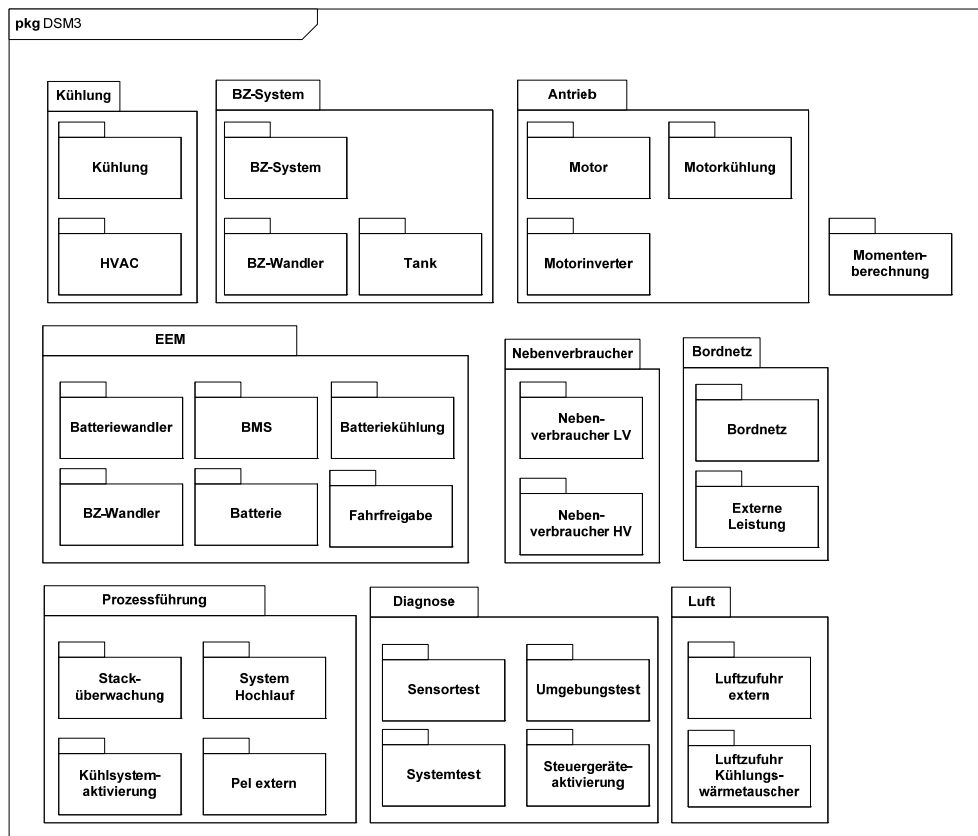 pkg DSM3
Kühlung
Kühlung
HVAC
BZ-System
BZ-System
BZ-Wandler
Tank
Antrieb
Motor
Motorkühlung
Motorinverter
Momenten-
berechnung
EEM
Batteriewandler
BMS
Batteriekühlung
BZ-Wandler
Batterie
Fahrfreigabe
Nebenverbraucher
Neben-
verbraucher LV
Neben-
verbraucher HV
Bordnetz
Bordnetz
Externe
Leistung
Prozessführung
Stack-
überwachung
System
Hochlauf
Kühlsystem-
aktivierung
Pel extern
Diagnose
Sensortest
Umgebungstest
Systemtest
Steuergeräte-
aktivierung
Luft
Luftzufuhr
extern
Luftzufuhr
Kühlungs-
wärmetauscher